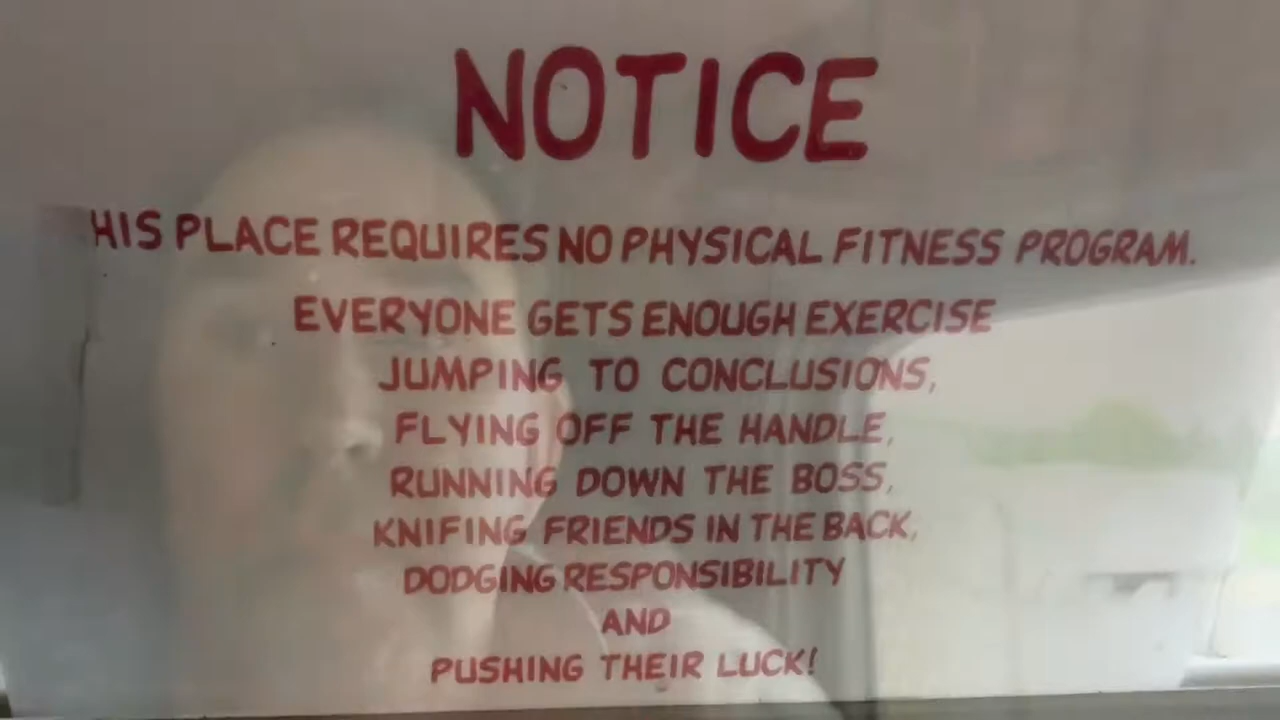 NOTICE
HIS PLACE REQUIRES NO PHYSICAL FITNESS PROGRAM.
EVERYONE GETS ENOUGH EXERCISE
JUMPING TO CONCLUSIONS,
FLYING OFF THE HANDLE,
RUNNING DOWN THE BOSS,
KNIFING FRIENDS IN THE BACK,
DODGING RESPONSIBILITY
AND
PUSHING THEIR LUCK!